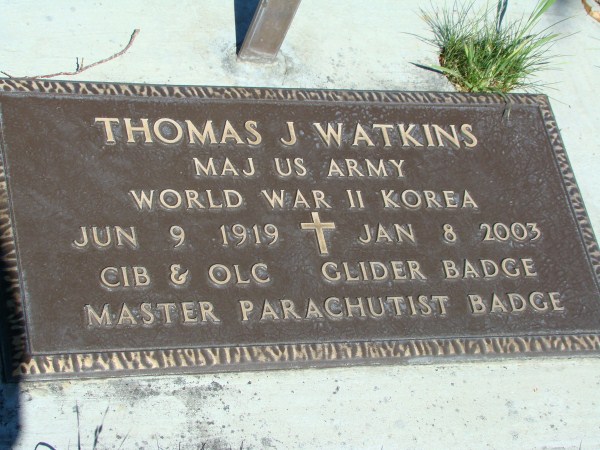 THOMAS J WATKINS
MAJ US ARMY
WORLD WAR II KOREA
JUN 9 1919 JAN 8 2003
CIB & OLC GLIDER BADGE
MASTER PARACHUTIST BADGE